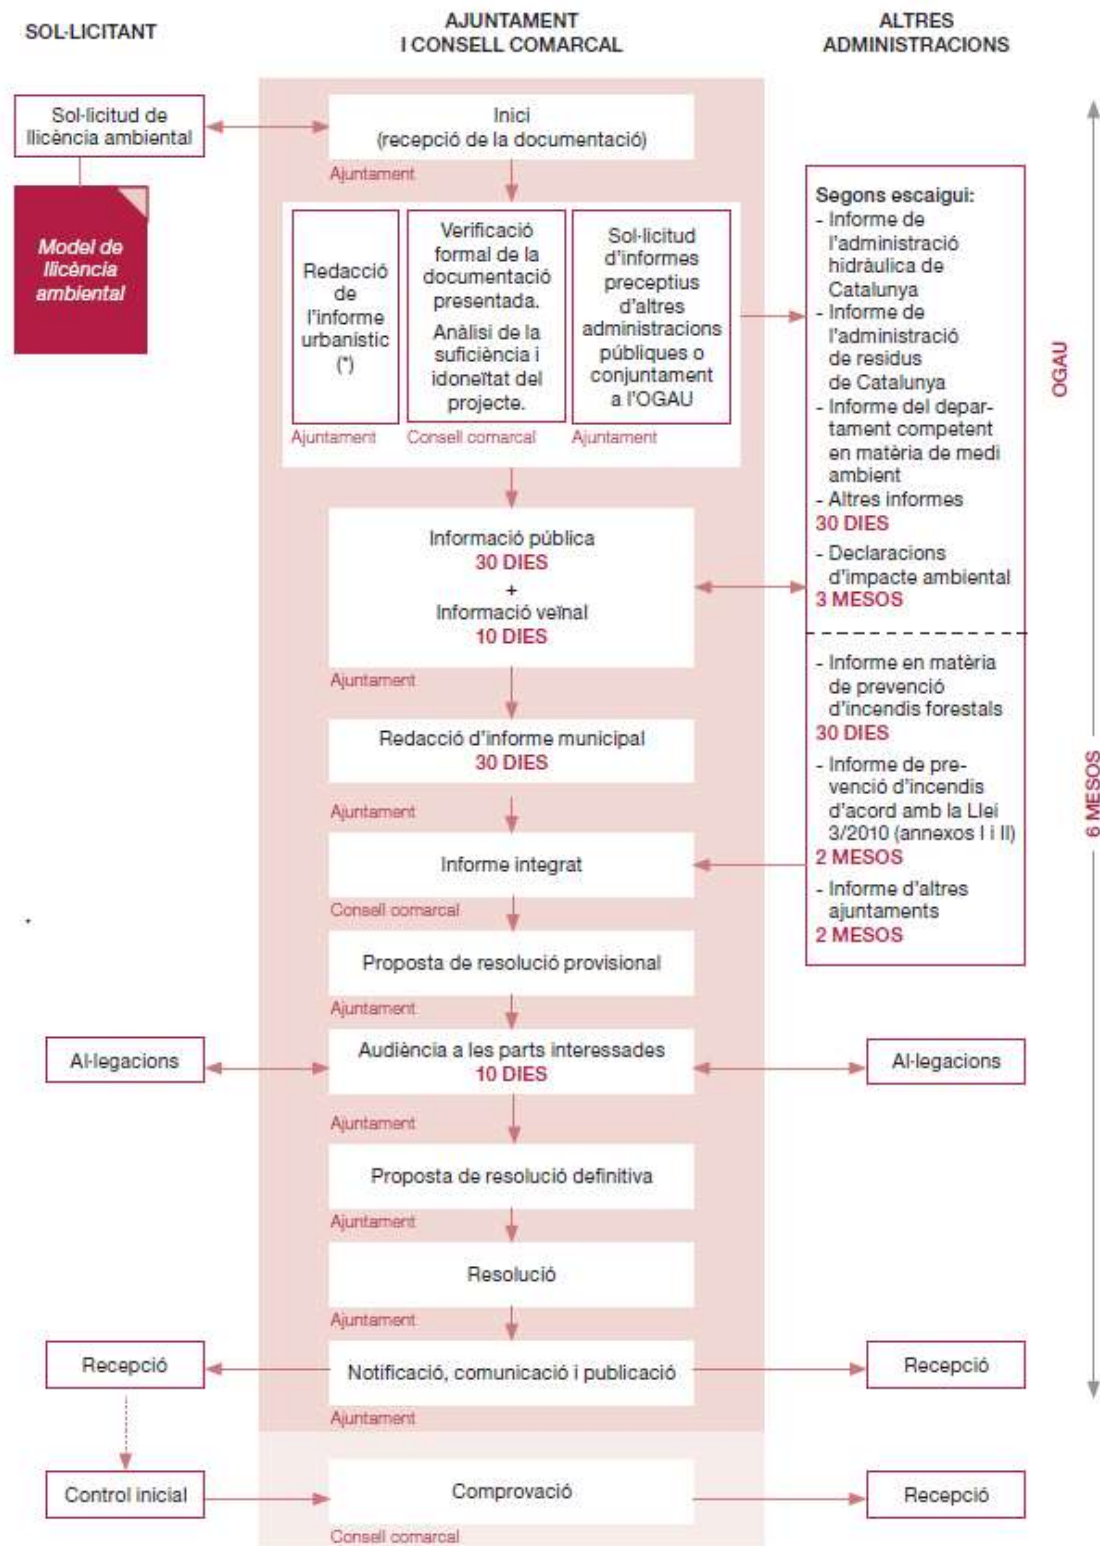 SOL·LICITANT
AJUNTAMENT
I CONSELL COMARCAL
ALTRES
ADMINISTRACIONS
Sol·licitud de
llicència ambiental
Model de
llicència
ambiental
Inici
(recepció de la documentació)
Ajuntament
Redacció
de
l'informe
urbanístic
(*)
Ajuntament
Verificació
formal de la
documentació
presentada.
Anàlisi de la
suficiència i
idoneïtat del
projecte.
Consell comarcal
Sol·licitud
d'informes
preceptius
d'altres
administracions
públiques o
conjuntament
a l'OGAU
Ajuntament
Segons escaigui:
- Informe de
l'administració
hidràulica de
Catalunya
- Informe de
l'administració
de residus
de Catalunya
- Informe del depar-
tament competent
en matèria de medi
ambient
- Altres informes
30 DIES
- Declaracions
d'impacte ambiental
3 MESOS
- Informe en matèria
de prevenció
d'incendis forestals
30 DIES
- Informe de pre-
venció d'incendis
d'acord amb la Llei
3/2010 (annexos I i II)
2 MESOS
- Informe d'altres
ajuntaments
2 MESOS
OGAU
6 MESOS
Informació pública
30 DIES
+
Informació veïnal
10 DIES
Ajuntament
Redacció d'informe municipal
30 DIES
Ajuntament
Informe integrat
Consell comarcal
Proposta de resolució provisional
Ajuntament
Al·legacions
Audiència a les parts interessades
10 DIES
Al·legacions
Ajuntament
Proposta de resolució definitiva
Ajuntament
Resolució
Ajuntament
Recepció
Notificació, comunicació i publicació
Recepció
Ajuntament
Control inicial
Comprovació
Recepció
Consell comarcal